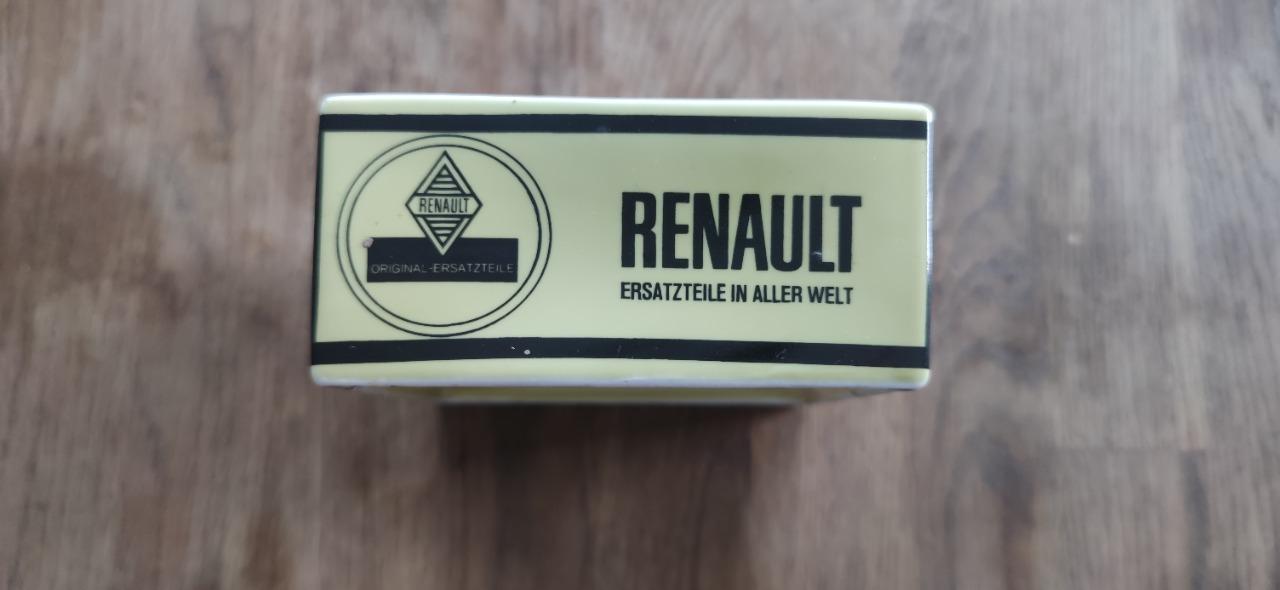 RENAULT
ORIGINAL-ERSATZTEILE
RENAULT
ERSATZTEILE IN ALLER WELT